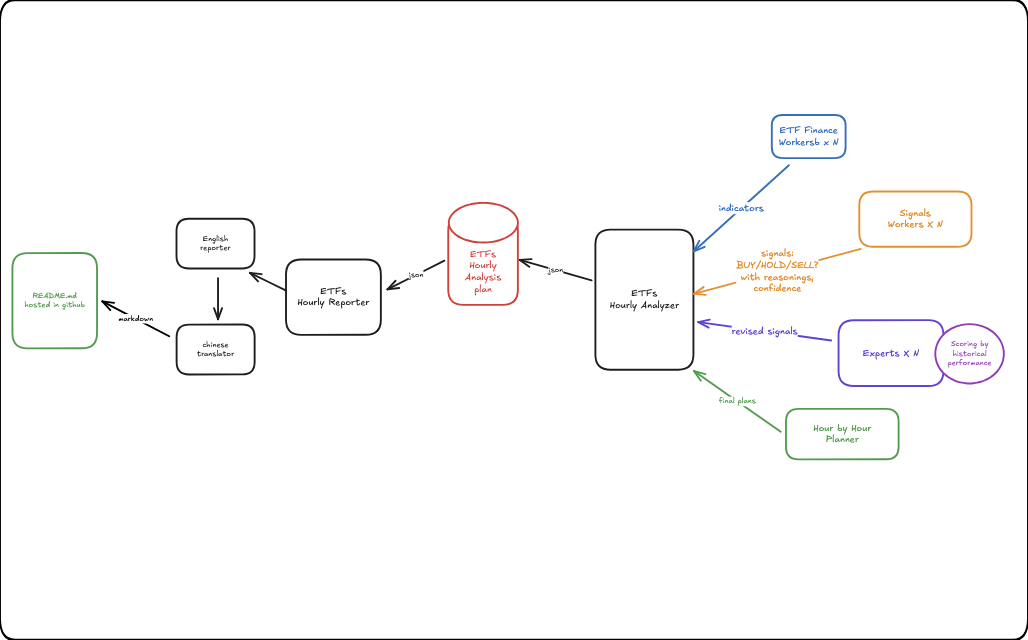 ETF Finance
Workersb x N
indicators
Signals
Workers X N
signals:
BUY/HOLD/SELL?
with reasonings,
confidence
revised signals
Experts X N
Scoring by
historical
performance
final plans
Hour by Hour
Planner
ETFs
Hourly Analyzer
json
ETFs
Hourly
Analysis
plan
json
ETFs
Hourly Reporter
English
reporter
chinese
translator
markdown
README.md
hosted in github